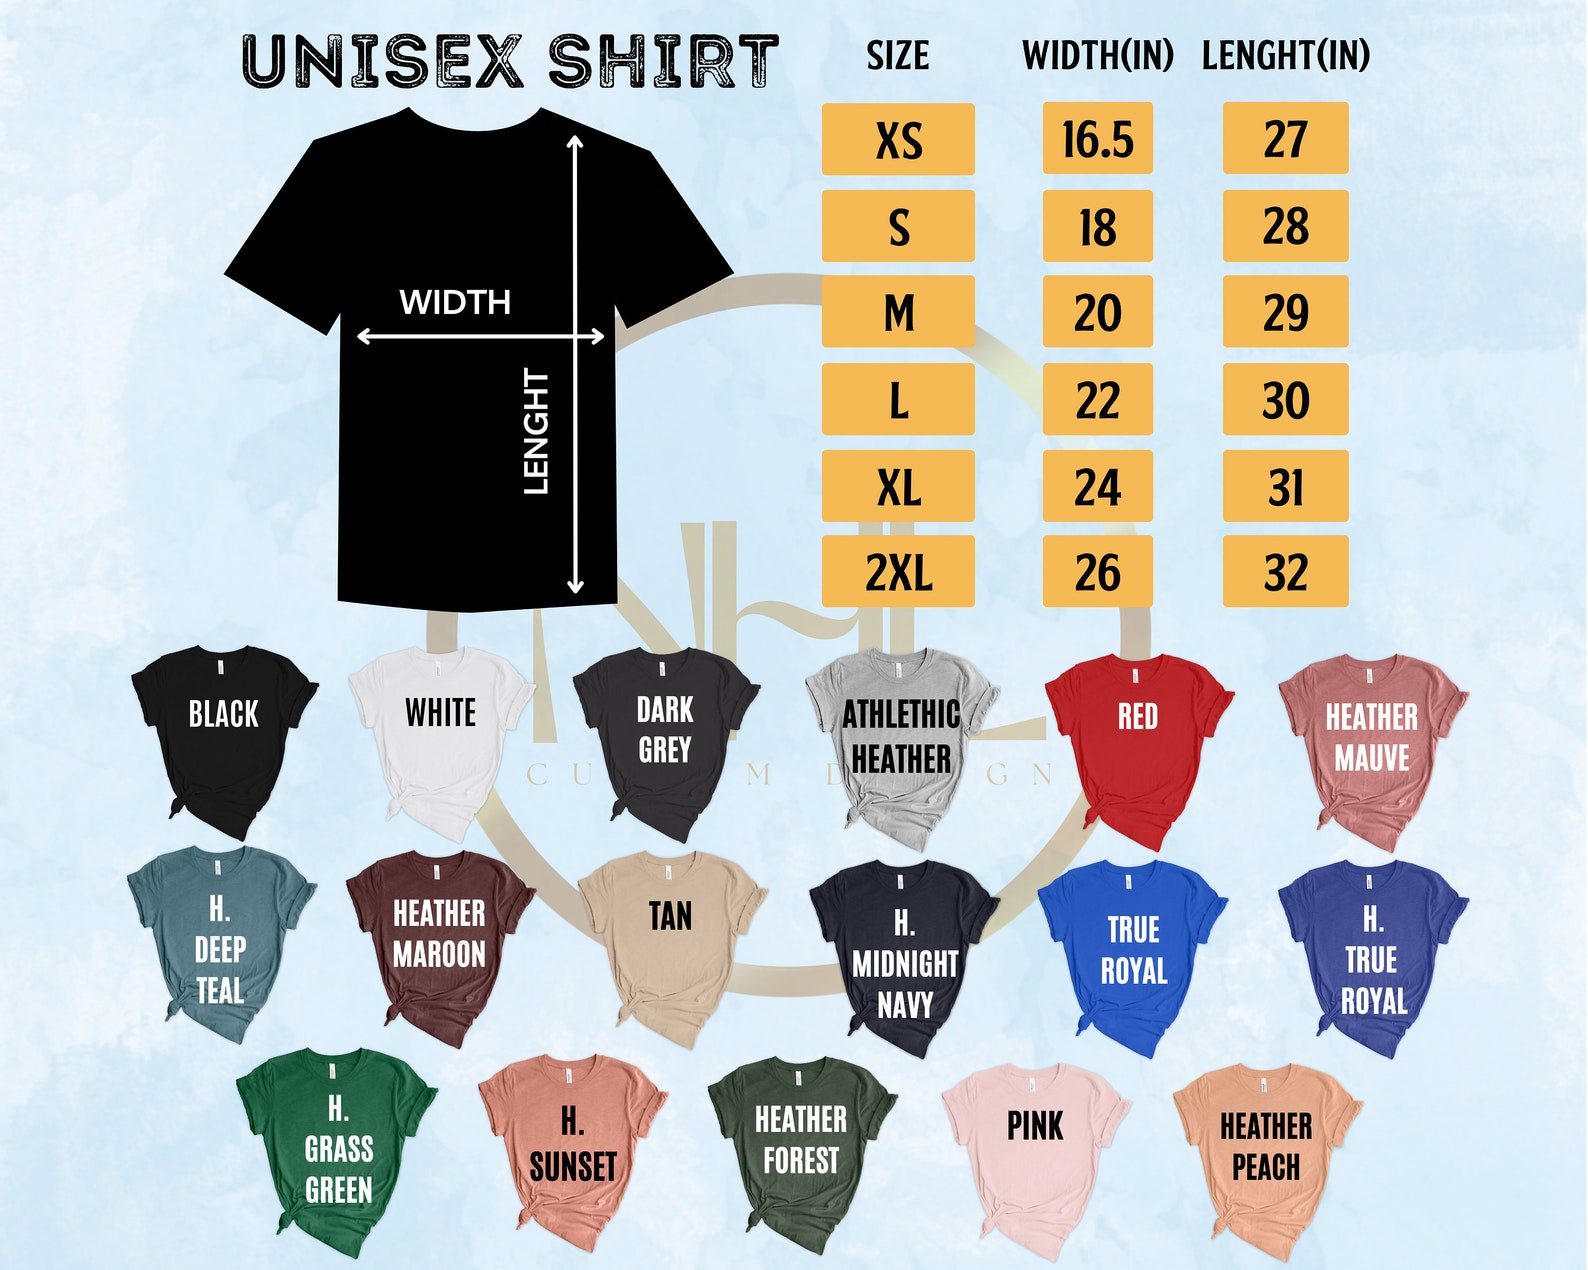 UNISEX SHIRT
SIZE WIDTH(IN) LENGHT(IN)
XS 16.5 27
S 18 28
M 20 29
L 22 30
XL 24 31
2XL 26 32
WIDTH
LENGHT
BLACK
WHITE
DARK
GREY
ATHLETHIC
HEATHER
RED
HEATHER
MAUVE
H.
DEEP
TEAL
HEATHER
MAROON
TAN
H.
MIDNIGHT
NAVY
TRUE
ROYAL
H.
TRUE
ROYAL
H.
GRASS
GREEN
H.
SUNSET
HEATHER
FOREST
PINK
HEATHER
PEACH